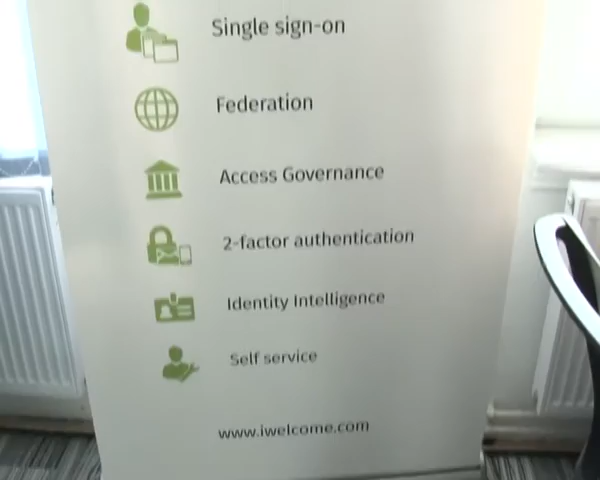 Single sign-on
Federation
Access Governance
2-factor authentication
Identity Intelligence
Self service
www.iwelcome.com